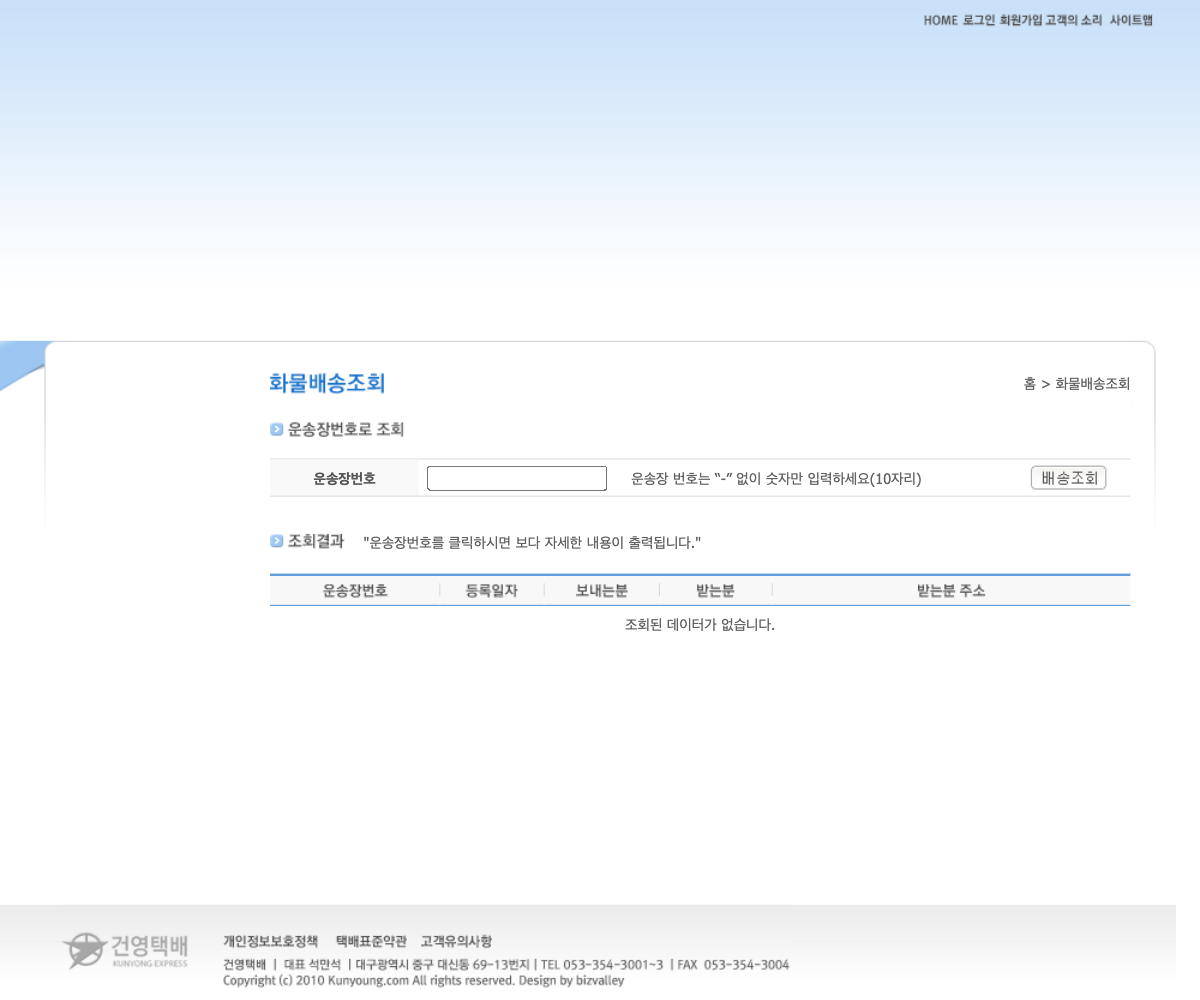 HOME 로그인 회원가입 고객의 소리 사이트맵
화물배송조회
홈 > 화물배송조회
운송장번호로 조회
운송장번호 운송장 번호는 “-” 없이 숫자만 입력하세요(10자리) 배송조회
조회결과 "운송장번호를 클릭하시면 보다 자세한 내용이 출력됩니다."
운송장번호 등록일자 보내는분 받는분 받는분 주소
조회된 데이터가 없습니다.
건영택배
KUNYONG EXPRESS
개인정보보호정책 택배표준약관 고객유의사항
건영택배 | 대표 석만석 | 대구광역시 중구 대신동 69-13번지 | TEL 053-354-3001~3 | FAX 053-354-3004
Copyright (c) 2010 Kunyoung.com All rights reserved. Design by bizvalley